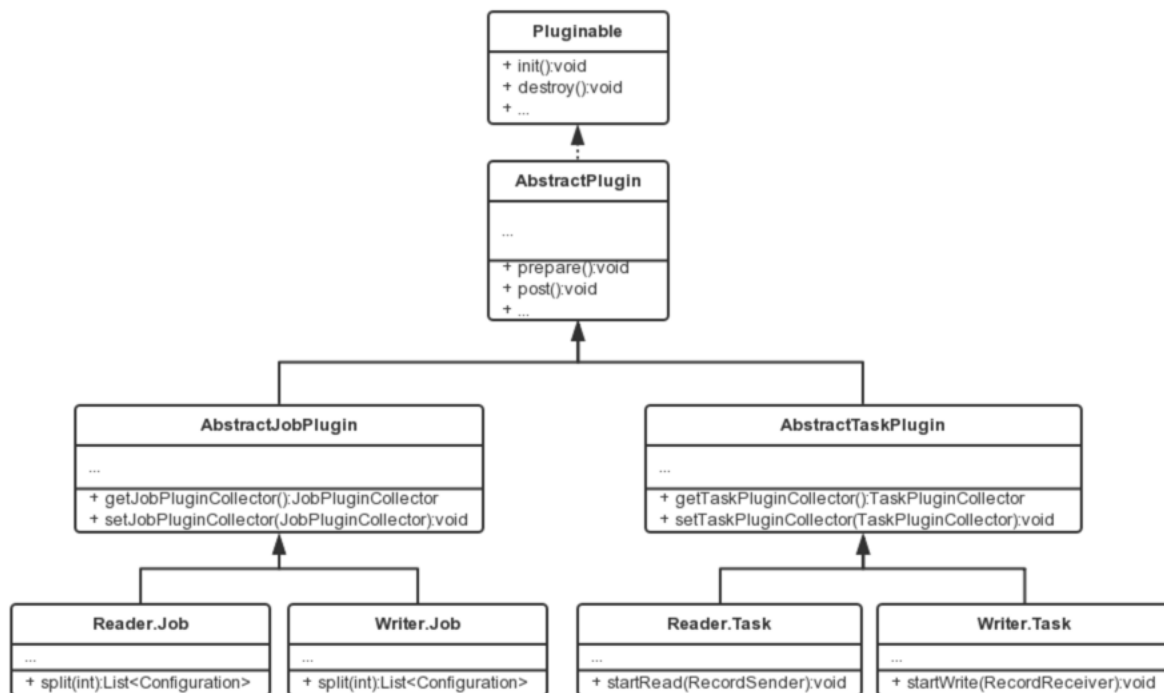 Pluginable
+ init():void
+ destroy():void
+ ...
AbstractPlugin
...
+ prepare():void
+ post():void
+ ...
AbstractJobPlugin
...
+ getJobPluginCollector():JobPluginCollector
+ setJobPluginCollector(JobPluginCollector):void
AbstractTaskPlugin
...
+ getTaskPluginCollector():TaskPluginCollector
+ setTaskPluginCollector(TaskPluginCollector):void
Reader.Job
...
+ split(int):List<Configuration>
Writer.Job
...
+ split(int):List<Configuration>
Reader.Task
...
+ startRead(RecordSender):void
Writer.Task
...
+ startWrite(RecordReceiver):void